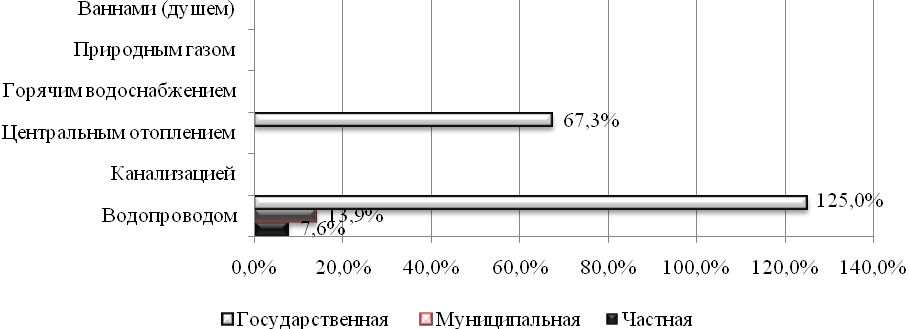 Ваннами (душем)
Природным газом
Горячим водоснабжением
67,3%
Центральным отоплением
Канализацией
125,0%
Водопроводом
13,9%
7,6%
0,0% 20,0% 40,0% 60,0% 80,0% 100,0% 120,0% 140,0%
Государственная Муниципальная Частная